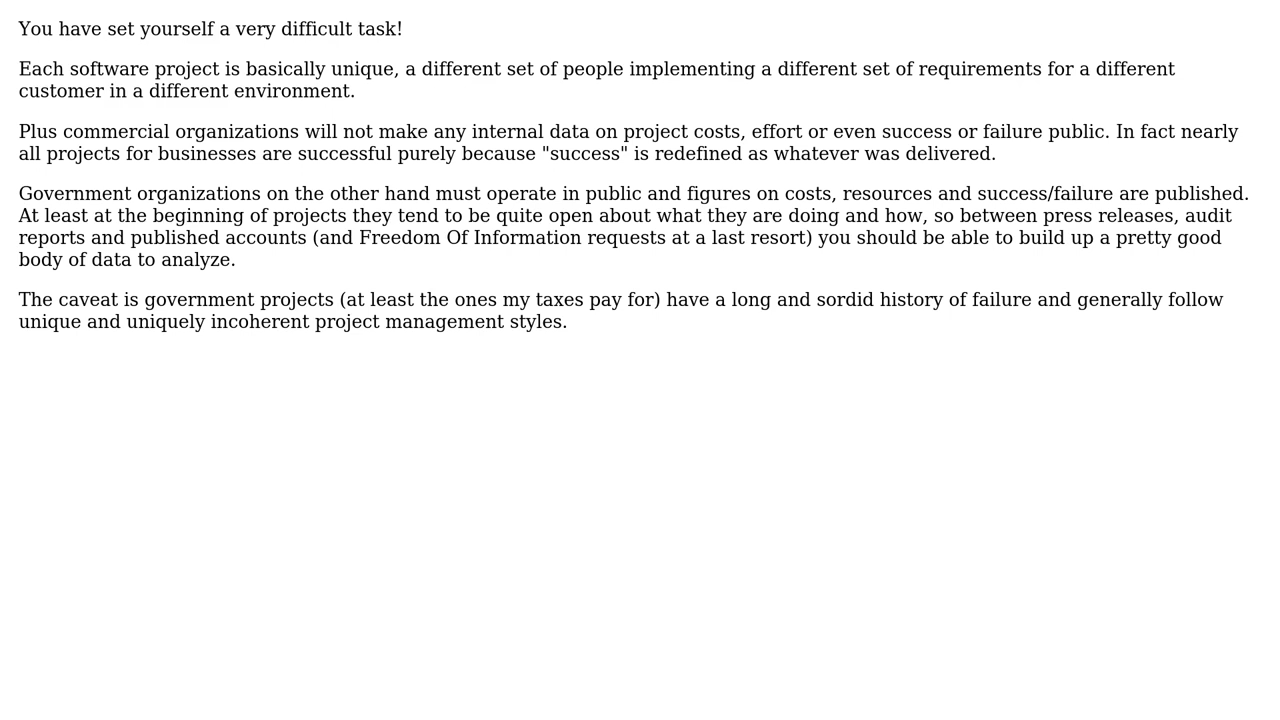 You have set yourself a very difficult task!
Each software project is basically unique, a different set of people implementing a different set of requirements for a different
customer in a different environment.
Plus commercial organizations will not make any internal data on project costs, effort or even success or failure public. In fact nearly
all projects for businesses are successful purely because "success" is redefined as whatever was delivered.
Government organizations on the other hand must operate in public and figures on costs, resources and success/failure are published.
At least at the beginning of projects they tend to be quite open about what they are doing and how, so between press releases, audit
reports and published accounts (and Freedom Of Information requests at a last resort) you should be able to build up a pretty good
body of data to analyze.
The caveat is government projects (at least the ones my taxes pay for) have a long and sordid history of failure and generally follow
unique and uniquely incoherent project management styles.